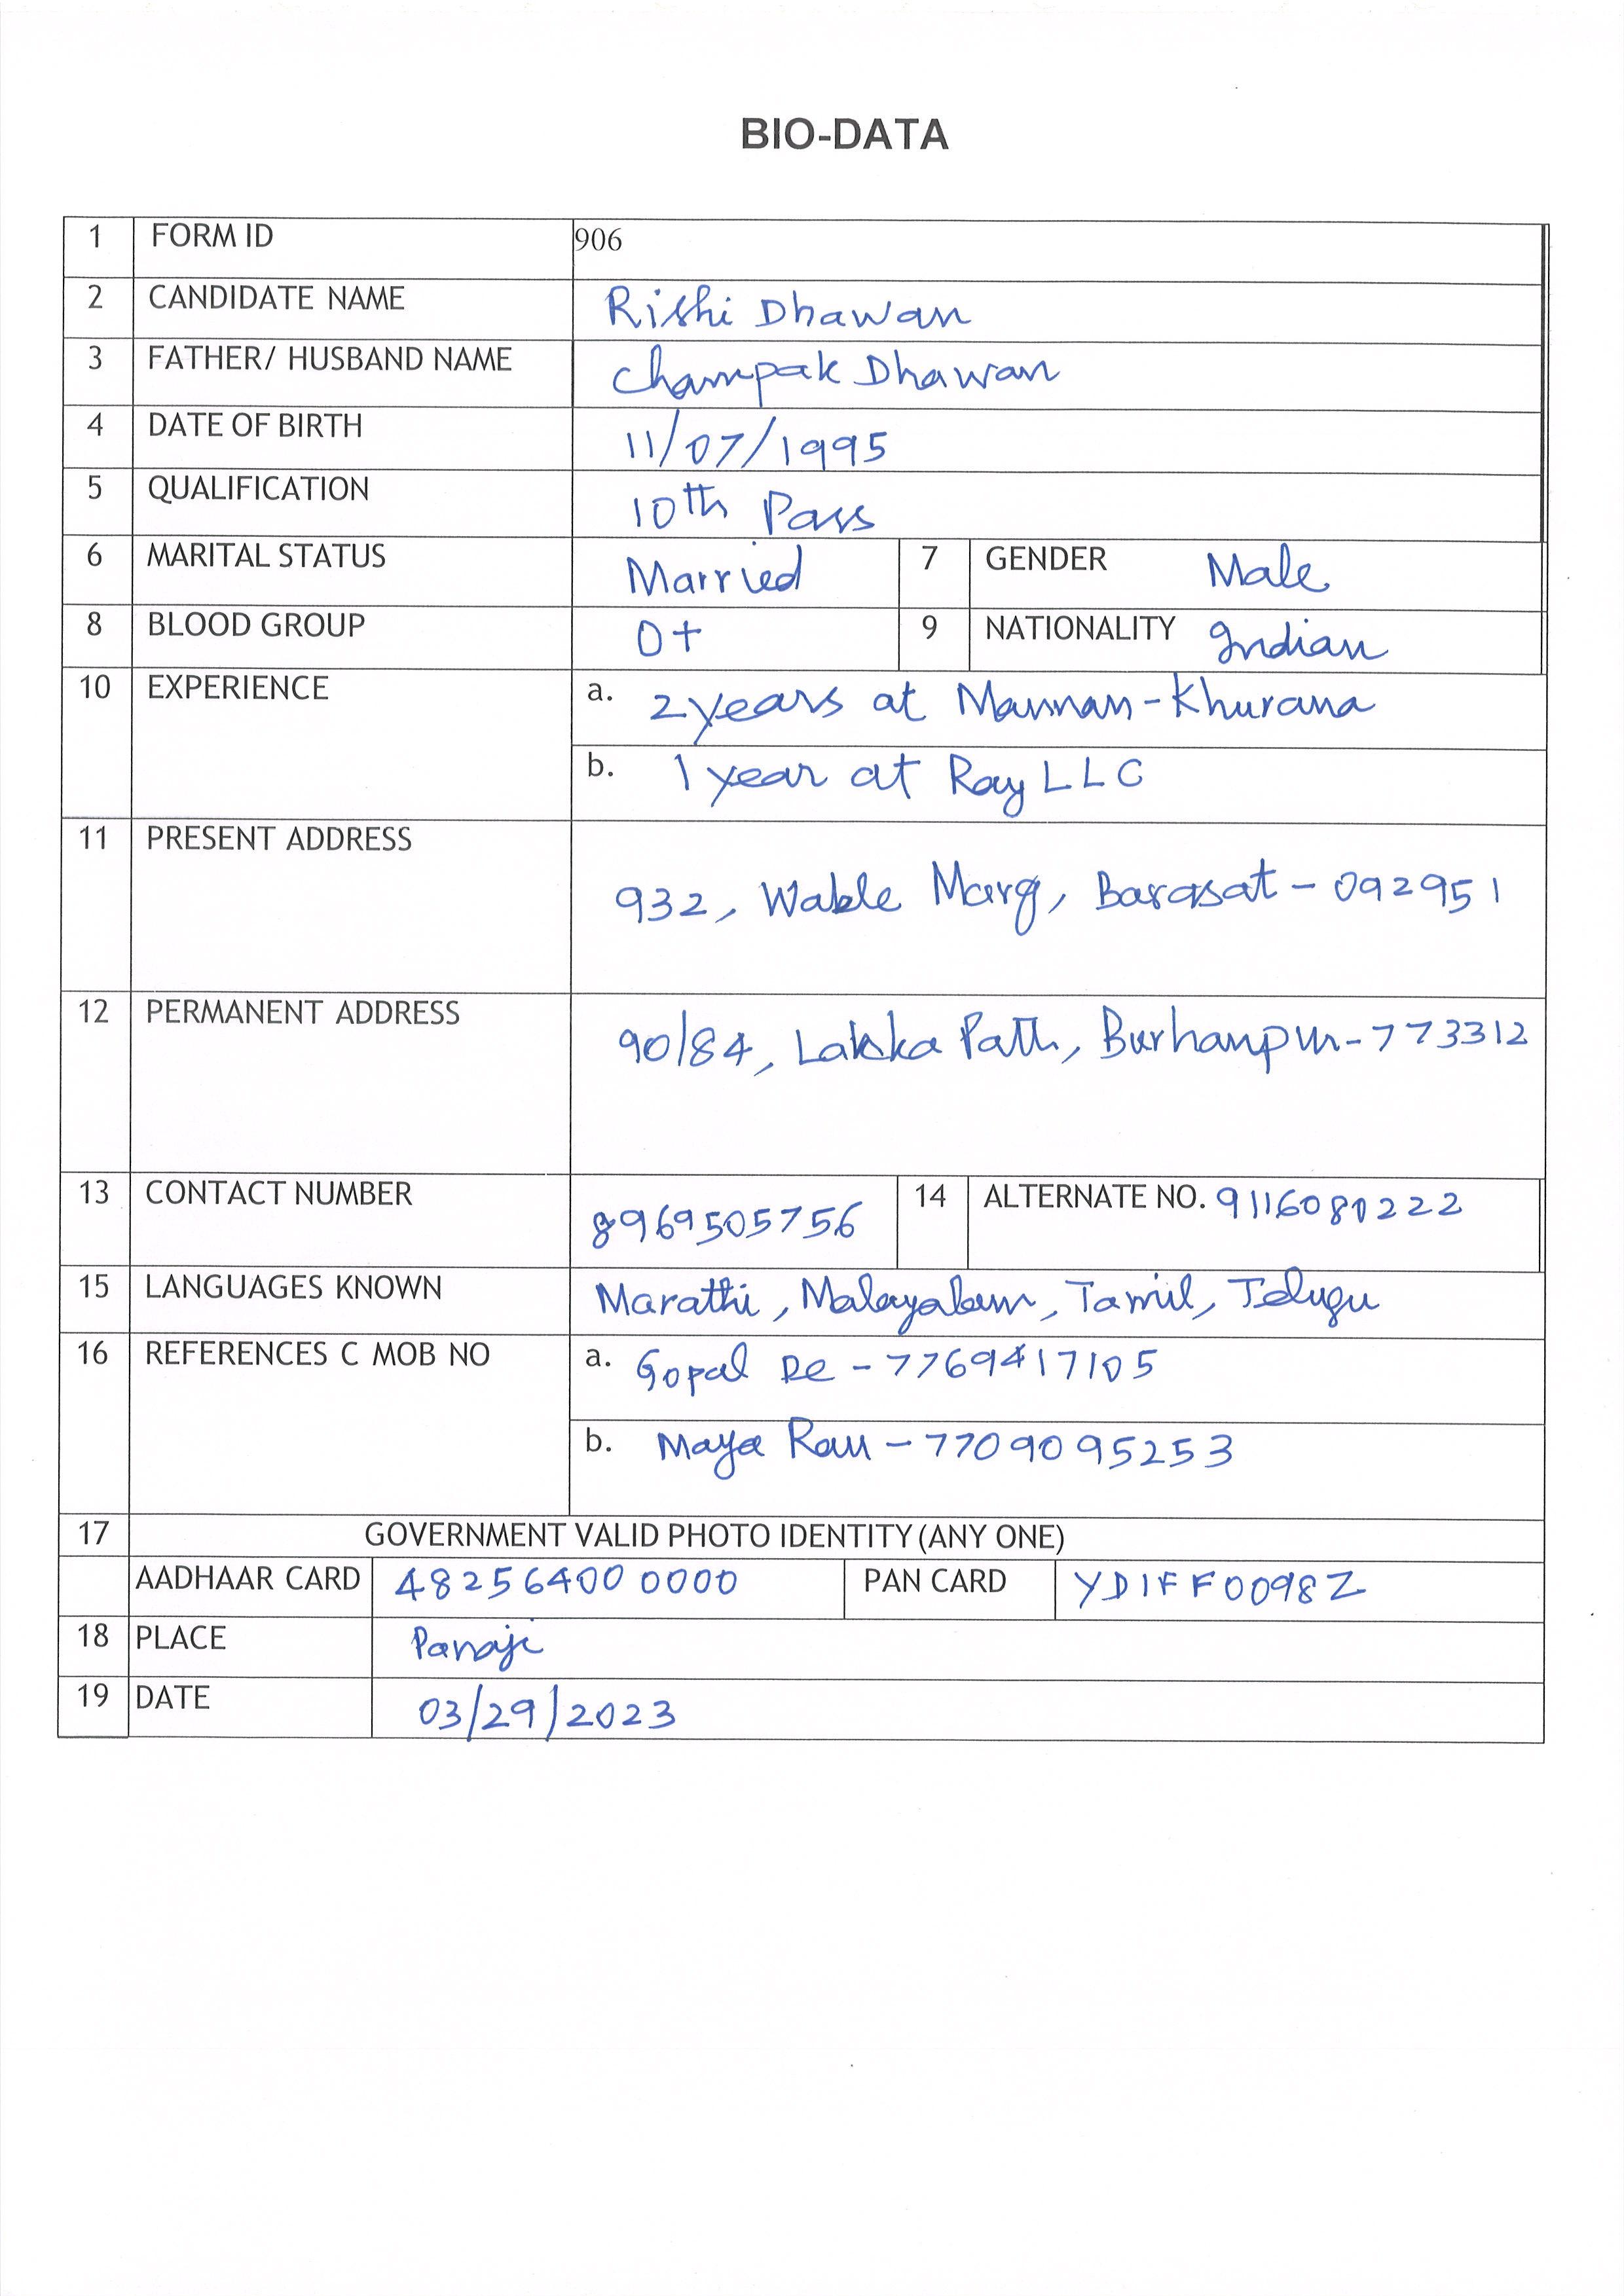 BIO-DATA
1 FORM ID 906
2 CANDIDATE NAME Rishi Dhawan
3 FATHER/ HUSBAND NAME Champak Dhawan
4 DATE OF BIRTH 11/07/1995
5 QUALIFICATION 10th Pass
6 MARITAL STATUS Married 7 GENDER Male
8 BLOOD GROUP O+ 9 NATIONALITY Indian
10 EXPERIENCE a. 2 years at Mannan-Khurana
b. 1 year at Ray LLC
11 PRESENT ADDRESS
932, Wable Marg, Barasat - 092951
12 PERMANENT ADDRESS
90/84, Lakka Path, Burhanpur - 773312
13 CONTACT NUMBER 8969505756 14 ALTERNATE NO. 9116080222
15 LANGUAGES KNOWN Marathi, Malayalam, Tamil, Telugu
16 REFERENCES C MOB NO a. Gopal De - 7769417105
b. Maya Rau - 7709095253
17 GOVERNMENT VALID PHOTO IDENTITY (ANY ONE)
AADHAAR CARD 482564000000 PAN CARD YDIFF0098Z
18 PLACE Panaji
19 DATE 03/29/2023